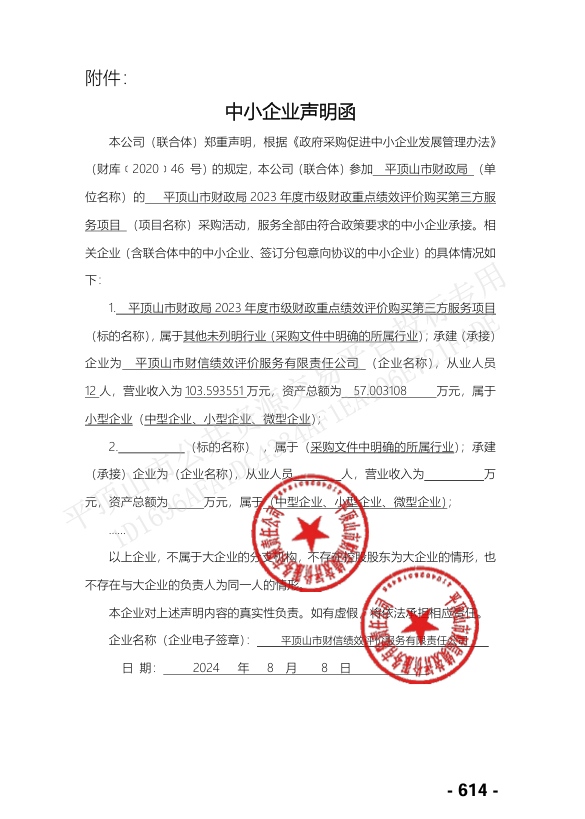 附件：
中小企业声明函
本公司（联合体）郑重声明，根据《政府采购促进中小企业发展管理办法》
（财库﹝2020﹞46 号）的规定，本公司（联合体）参加 平顶山市财政局 （单
位名称）的 平顶山市财政局 2023 年度市级财政重点绩效评价购买第三方服
务项目 （项目名称）采购活动，服务全部由符合政策要求的中小企业承接。相
关企业（含联合体中的中小企业、签订分包意向协议的中小企业）的具体情况如
下：
1. 平顶山市财政局 2023 年度市级财政重点绩效评价购买第三方服务项目
（标的名称），属于其他未列明行业（采购文件中明确的所属行业）；承建（承接）
企业为 平顶山市财信绩效评价服务有限责任公司 （企业名称），从业人员
12 人，营业收入为 103.593551 万元，资产总额为 57.003108 万元，属于
小型企业（中型企业、小型企业、微型企业）；
2. （标的名称），属于（采购文件中明确的所属行业）；承建
（承接）企业为（企业名称），从业人员 人，营业收入为 万
元，资产总额为 万元，属于（中型企业、小型企业、微型企业）；
……
以上企业，不属于大企业的分支机构，不存在控股股东为大企业的情形，也
不存在与大企业的负责人为同一人的情形。
本企业对上述声明内容的真实性负责。如有虚假，将依法承担相应责任。
企业名称（企业电子签章）： 平顶山市财信绩效评价服务有限责任公司
日 期： 2024 年 8 月 8 日
- 614 -